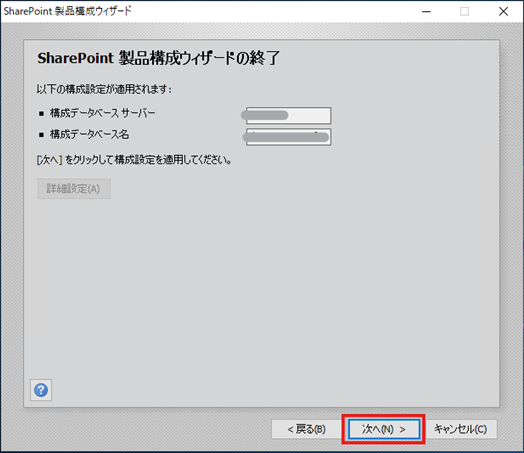 SharePoint 製品構成ウィザード
SharePoint 製品構成ウィザードの終了
以下の構成設定が適用されます:
■ 構成データベース サーバー
■ 構成データベース名
[次へ] をクリックして構成設定を適用してください。
詳細設定(A)
?
< 戻る(B)
次へ(N) >
キャンセル(C)